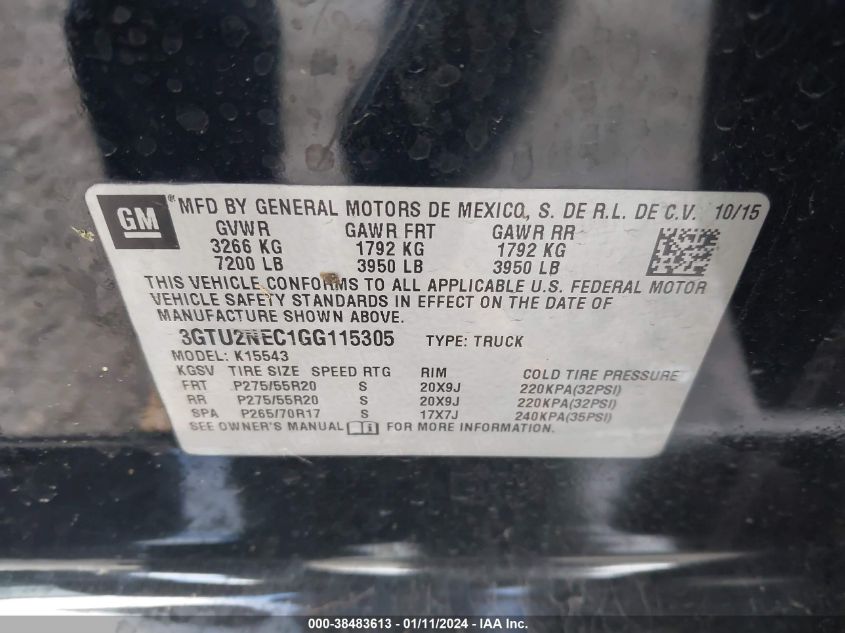 GM ® MFD BY GENERAL MOTORS DE MEXICO, S. DE R.L. DE C.V. 10/15
GVWR GAWR FRT GAWR RR
3266 KG 1792 KG 1792 KG
7200 LB 3950 LB 3950 LB
THIS VEHICLE CONFORMS TO ALL APPLICABLE U.S. FEDERAL MOTOR
VEHICLE SAFETY STANDARDS IN EFFECT ON THE DATE OF
MANUFACTURE SHOWN ABOVE.
3GTU2NEC1GG115305 TYPE: TRUCK
MODEL: K15543
KGSV TIRE SIZE SPEED RTG RIM COLD TIRE PRESSURE
FRT P275/55R20 S 20X9J 220KPA(32PSI)
RR P275/55R20 S 20X9J 220KPA(32PSI)
SPA P265/70R17 S 17X7J 240KPA(35PSI)
SEE OWNER'S MANUAL i FOR MORE INFORMATION.
000-38483613 - 01/11/2024 - IAA Inc.